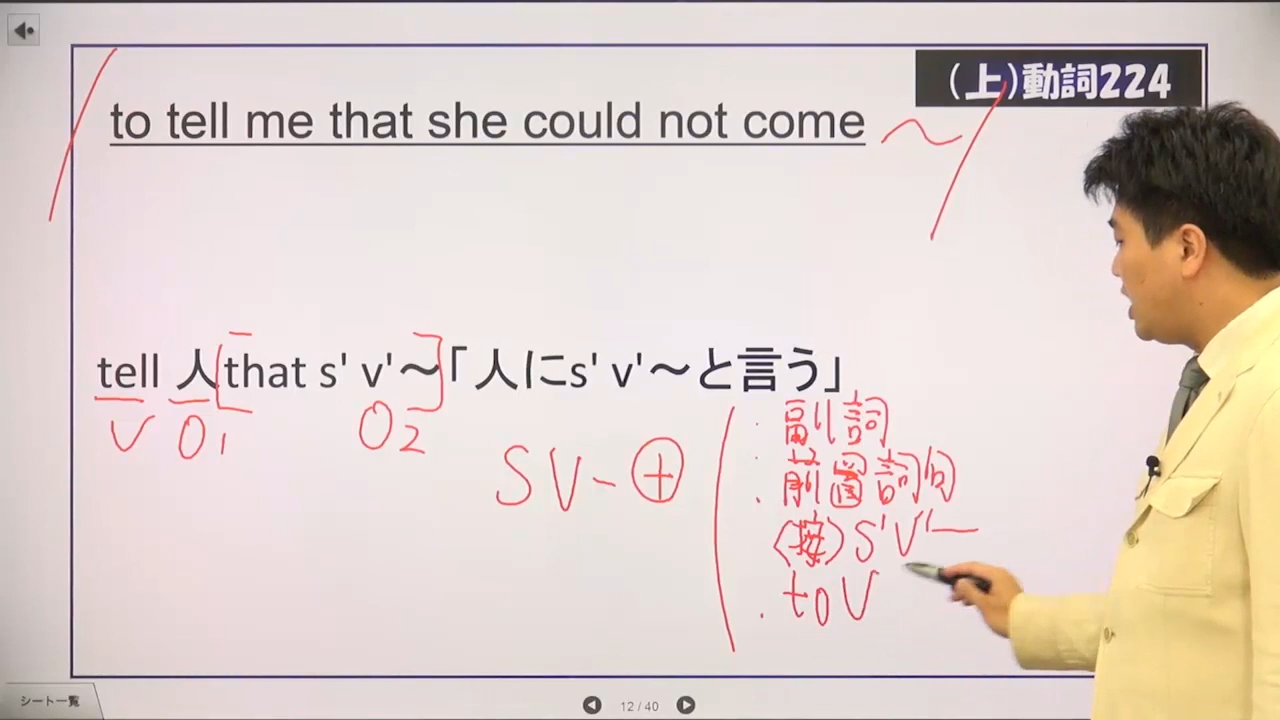 (上)動詞224
to tell me that she could not come ~
tell 人 that s' v'~「人にs' v'~と言う」
V O1 O2
SV~+
・副詞
・前置詞句
〈接〉S'V'~
・to V
シート一覧
12/40